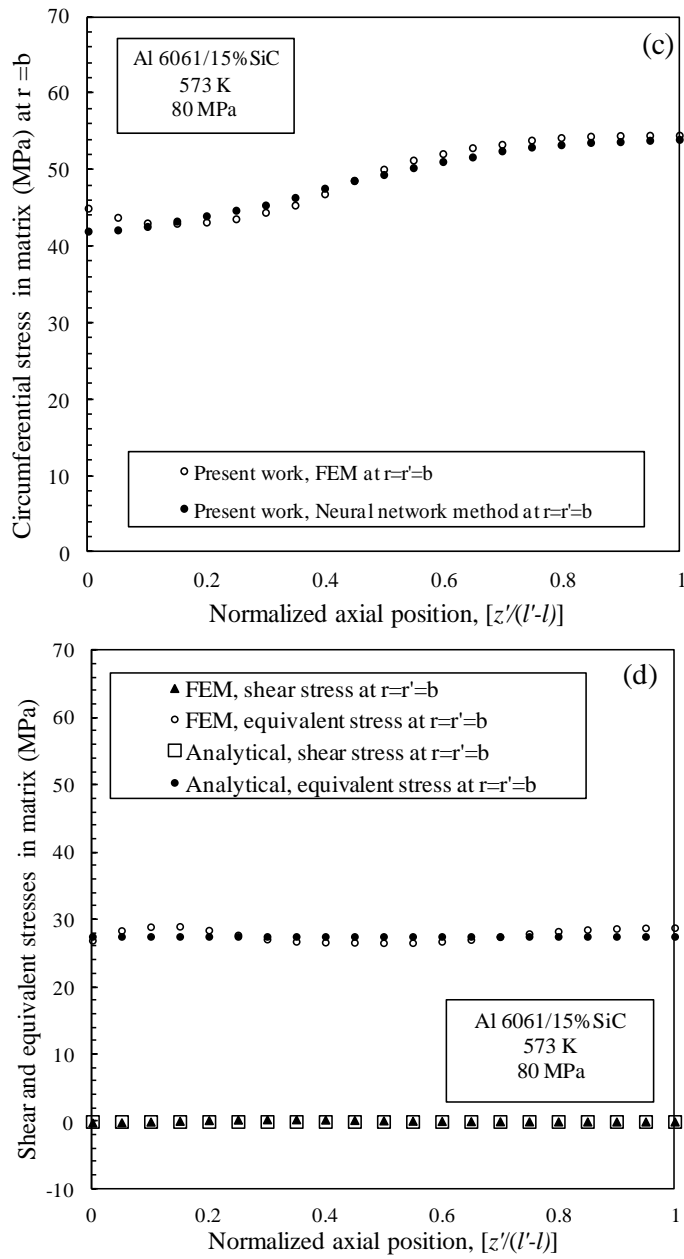 70
60
50
40
30
20
10
0
Circumferential stress in matrix (MPa) at r =b
(c)
Al 6061/15%SiC
573 K
80 MPa
Present work, FEM at r=r'=b
Present work, Neural network method at r=r'=b
0 0.2 0.4 0.6 0.8 1
Normalized axial position, [z'/(l'-l)]
70
60
50
40
30
20
10
0
-10
Shear and equivalent stresses in matrix (MPa)
(d)
FEM, shear stress at r=r'=b
FEM, equivalent stress at r=r'=b
Analytical, shear stress at r=r'=b
Analytical, equivalent stress at r=r'=b
Al 6061/15%SiC
573 K
80 MPa
0 0.2 0.4 0.6 0.8 1
Normalized axial position, [z'/(l'-l)]